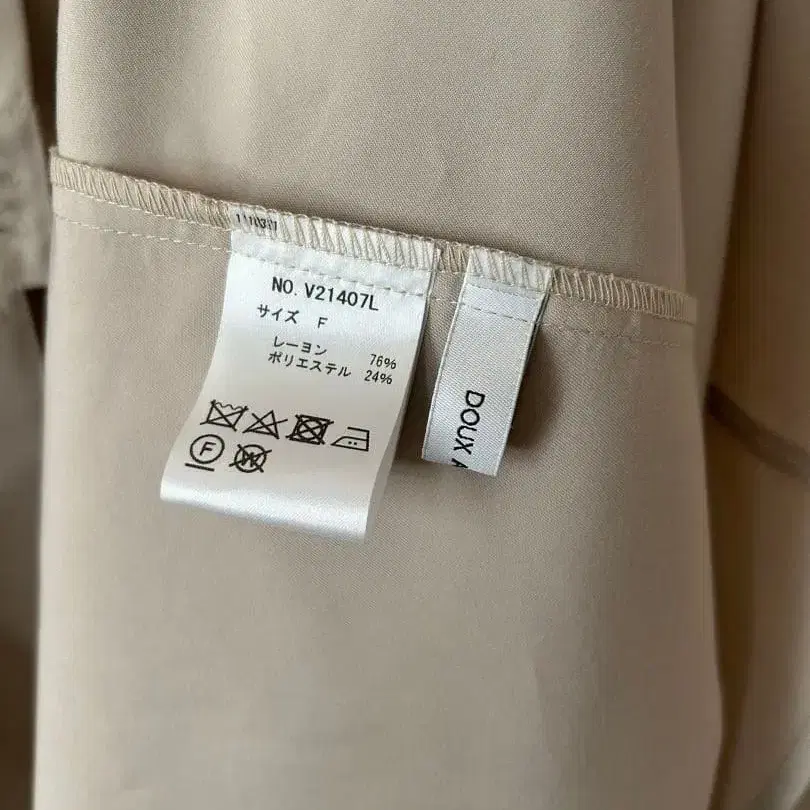 NO. V21407L
サイズ F
レーヨン 76%
ポリエステル 24%
F
W
DOUX A